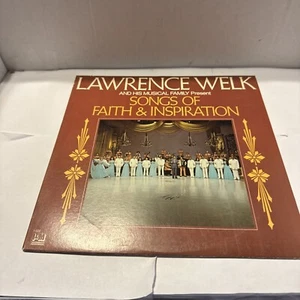 LAWRENCE WELK
AND HIS MUSICAL FAMILY Present
SONGS OF
FAITH & INSPIRATION